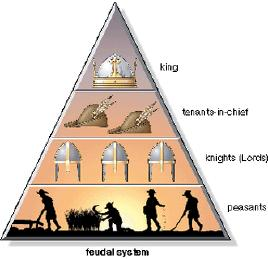 king
tenants-in-chief
knights (Lords)
peasants
feudal system